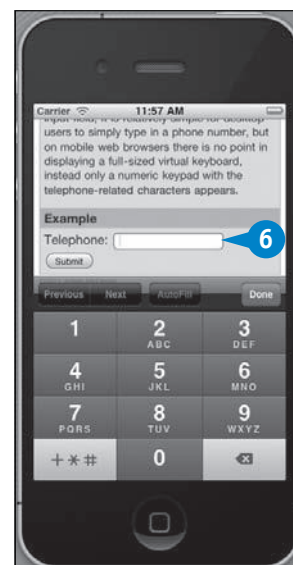 Carrier 11:57 AM
input field, it is relatively simple for desktop
users to simply type in a phone number, but
on mobile web browsers there is no point in
displaying a full-sized virtual keyboard,
instead only a numeric keypad with the
telephone-related characters appears.
Example
Telephone:
6
Submit
Previous Next AutoFill Done
1 2 3
ABC DEF
4 5 6
GHI JKL MNO
7 8 9
PQRS TUV WXYZ
+*# 0